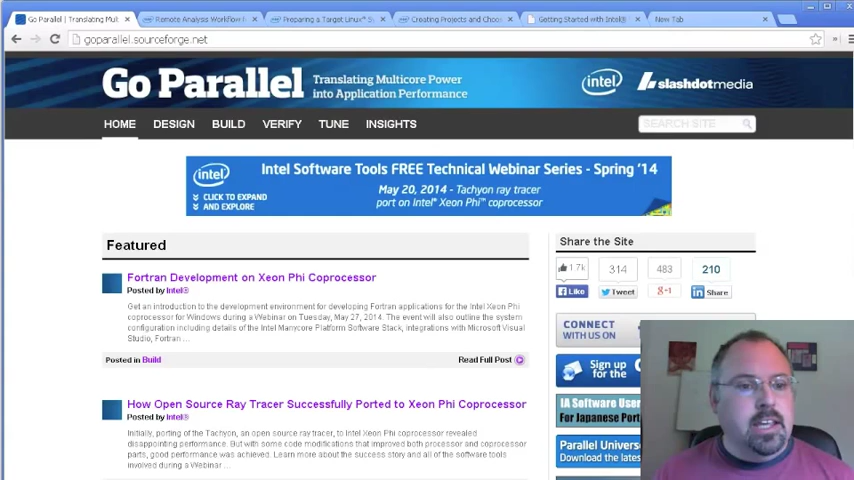 Go Parallel | Translating Mult
Remote Analysis Workflow f
Preparing a Target Linux* S
Creating Projects and Choo
Getting Started with Intel®
New Tab
goparallel.sourceforge.net
Go Parallel
Translating Multicore Power
into Application Performance
intel
slashdotmedia
HOME DESIGN BUILD VERIFY TUNE INSIGHTS
SEARCH SITE
intel
Intel Software Tools FREE Technical Webinar Series - Spring '14
May 20, 2014 - Tachyon ray tracer
port on Intel® Xeon Phi™ coprocessor
CLICK TO EXPAND
AND EXPLORE
Featured
Fortran Development on Xeon Phi Coprocessor
Posted by Intel®
Get an introduction to the development environment for developing Fortran applications for the Intel Xeon Phi
coprocessor for Windows during a Webinar on Tuesday, May 27, 2014. The event will also outline the system
configuration including details of the Intel Manycore Platform Software Stack, integrations with Microsoft Visual
Studio, Fortran ...
Posted in Build
Read Full Post
How Open Source Ray Tracer Successfully Ported to Xeon Phi Coprocessor
Posted by Intel®
Initially, porting of the Tachyon, an open source ray tracer, to Intel Xeon Phi coprocessor revealed
disappointing performance. But with some code modifications that improved both processor and coprocessor
parts, good performance was achieved. Learn more about the success story and all of the software tools
involved during a Webinar ...
Share the Site
1.7k 314 483 210
Like Tweet g+1 Share
CONNECT
WITH US ON
Sign up
for the
IA Software User
For Japanese Port
Parallel Univers
Download the lates